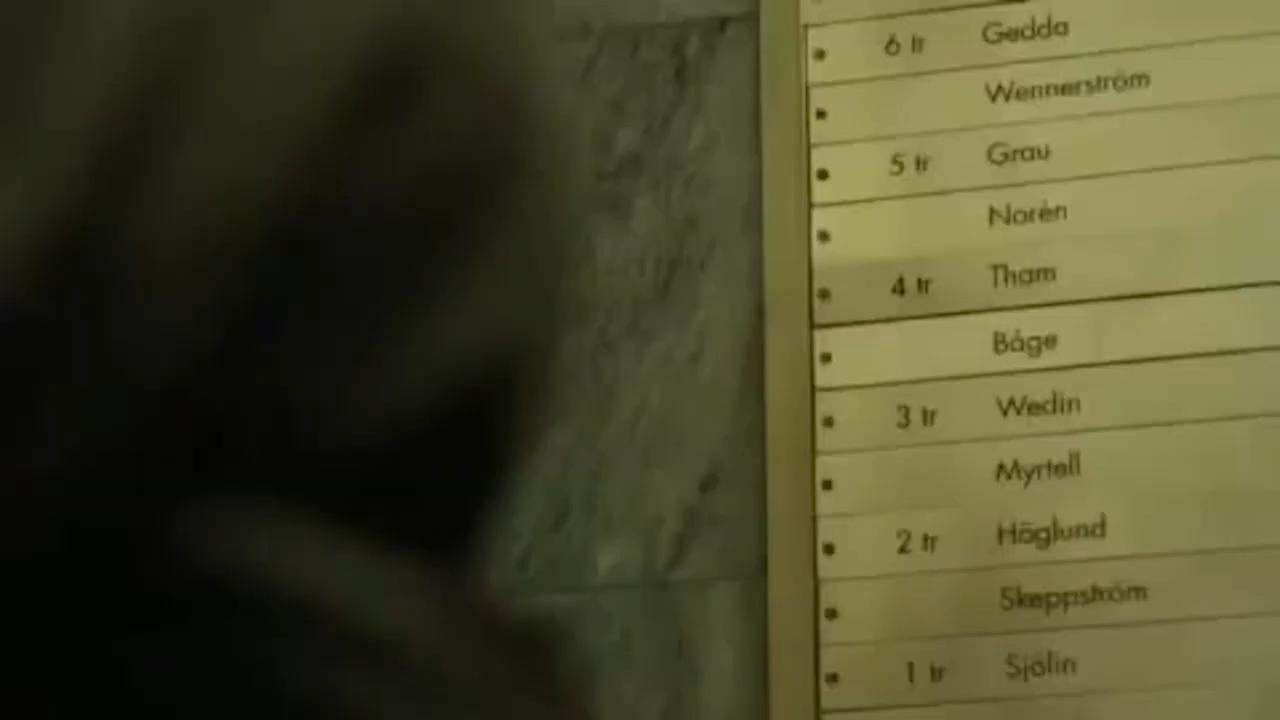 6 tr Gedda
Wennerström
5 tr Grau
Norén
4 tr Tham
Båge
3 tr Wedin
Myrtell
2 tr Höglund
Skeppström
1 tr Sjölin